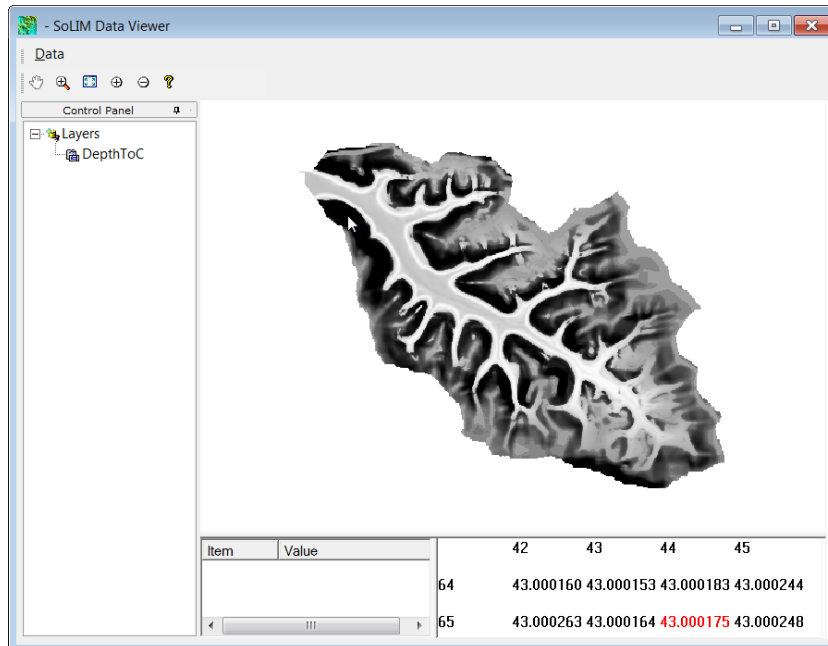 - SoLIM Data Viewer
Data
Control Panel
Layers
DepthToC
Item Value
42 43 44 45
64 43.000160 43.000153 43.000183 43.000244
65 43.000263 43.000164 43.000175 43.000248